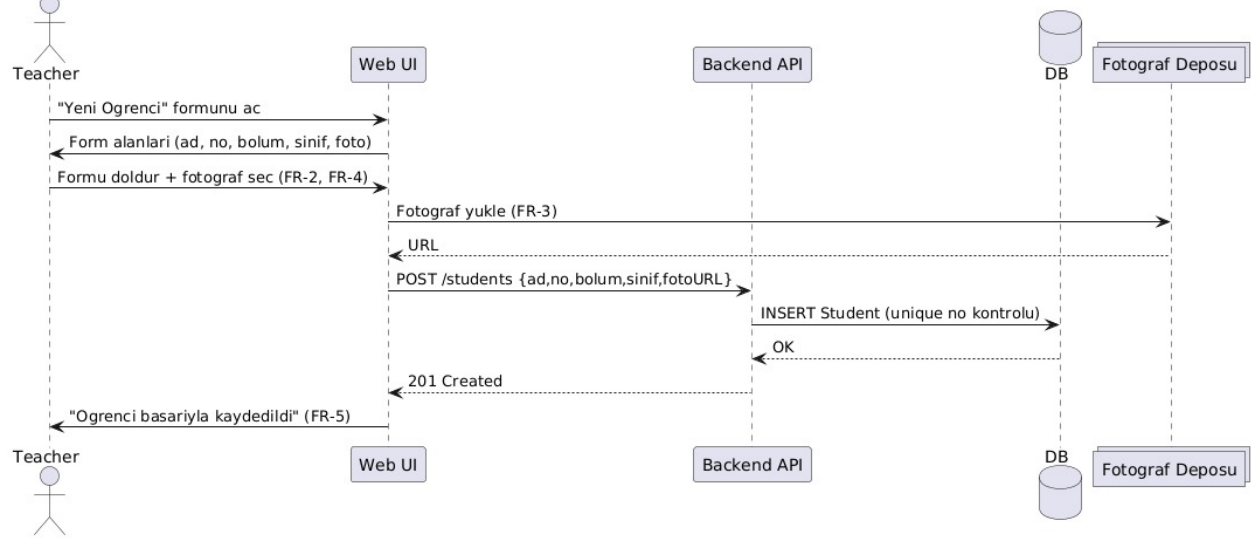 Teacher
Web UI
Backend API
DB
Fotograf Deposu
"Yeni Ogrenci" formunu ac
Form alanlari (ad, no, bolum, sinif, foto)
Formu doldur + fotograf sec (FR-2, FR-4)
Fotograf yukle (FR-3)
URL
POST /students {ad,no,bolum,sinif,fotoURL}
INSERT Student (unique no kontrolu)
OK
201 Created
"Ogrenci basariyla kaydedildi" (FR-5)
Teacher
Web UI
Backend API
DB
Fotograf Deposu